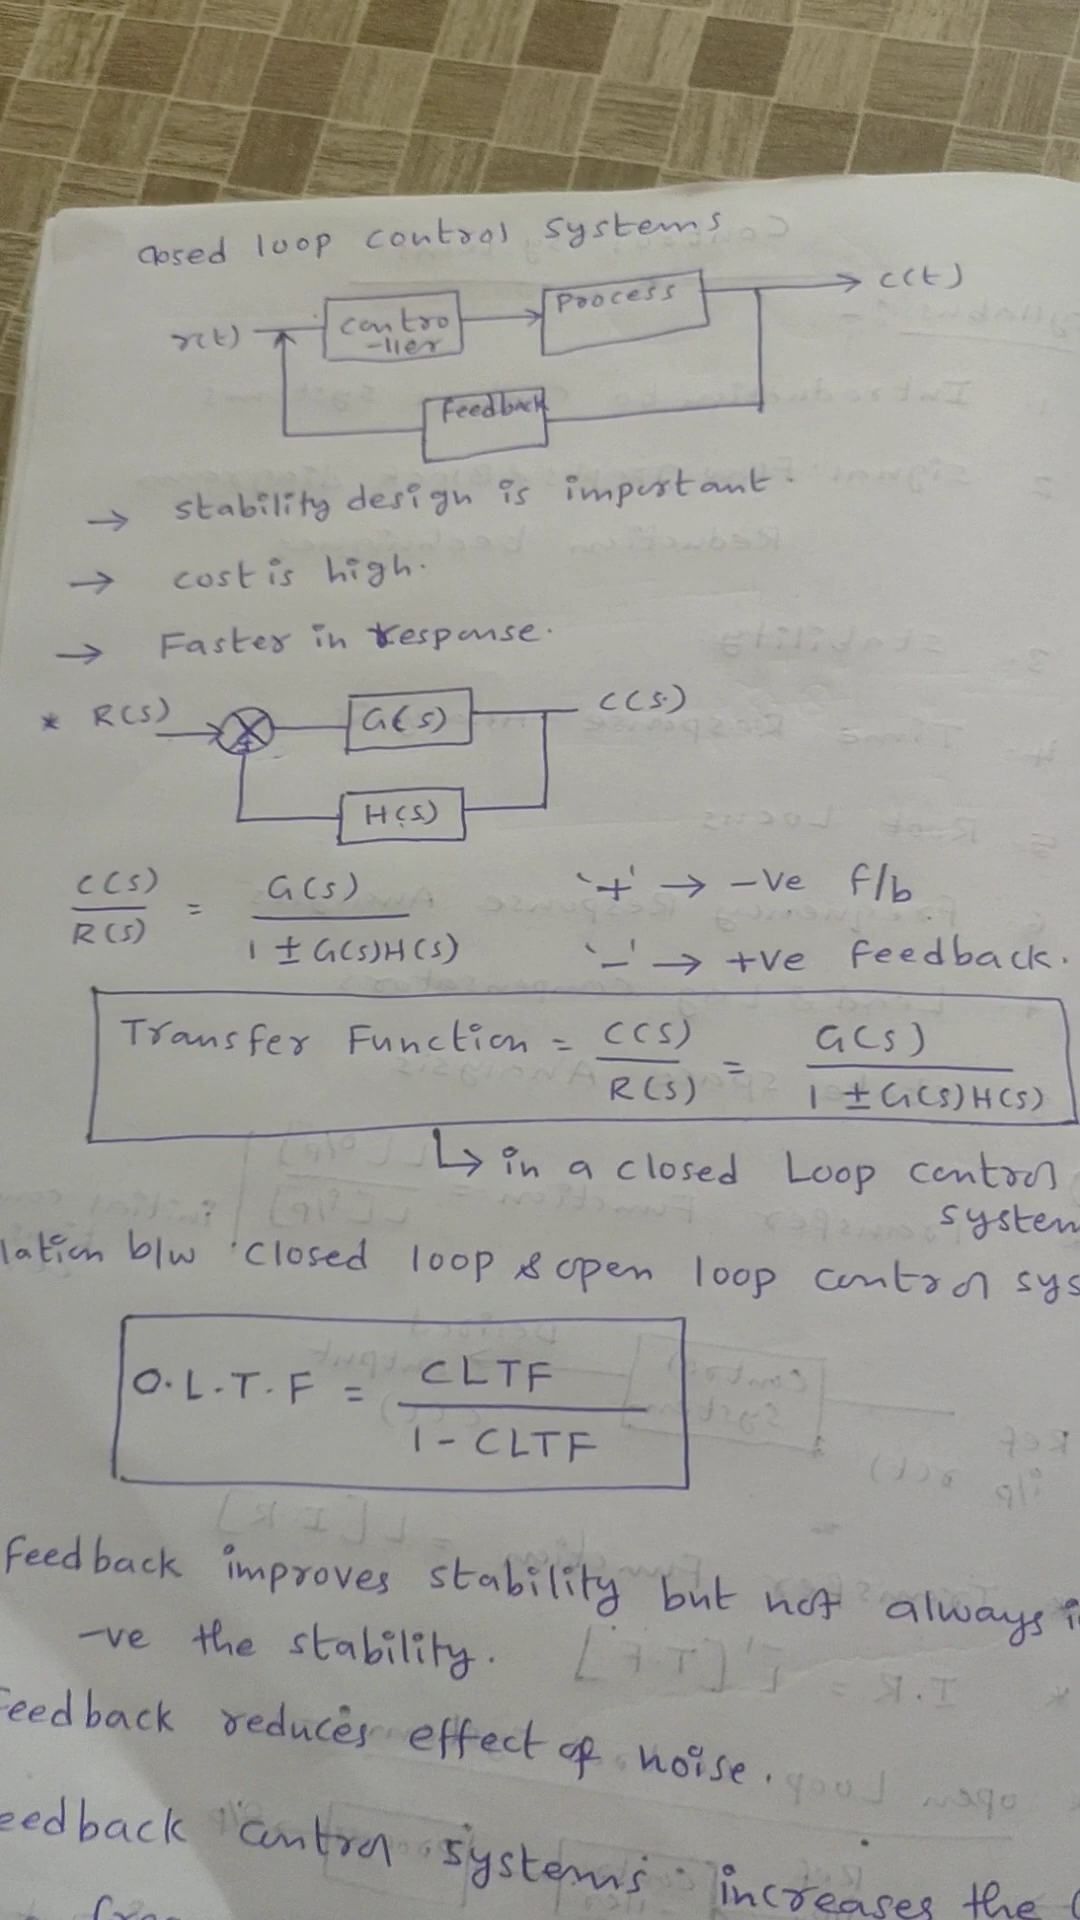 closed loop control systems
r(t) contro process c(t)
-ller
Feedback
→ stability design is important.
→ cost is high.
→ Faster in response.
* R(S) G(S) C(S)
H(S)
C(S)/R(S) = G(S)/1 ± G(S)H(S) '+' → -ve f/b
'-' → +ve feedback.
Transfer Function = C(S)/R(S) = G(S)/1 ± G(S)H(S)
↳ in a closed Loop control
system
lation b/w closed loop & open loop control sys
O.L.T.F = CLTF/1 - CLTF
Feedback improves stability but not always i
-ve the stability.
Feedback reduces effect of noise.
eedback control systems increases the